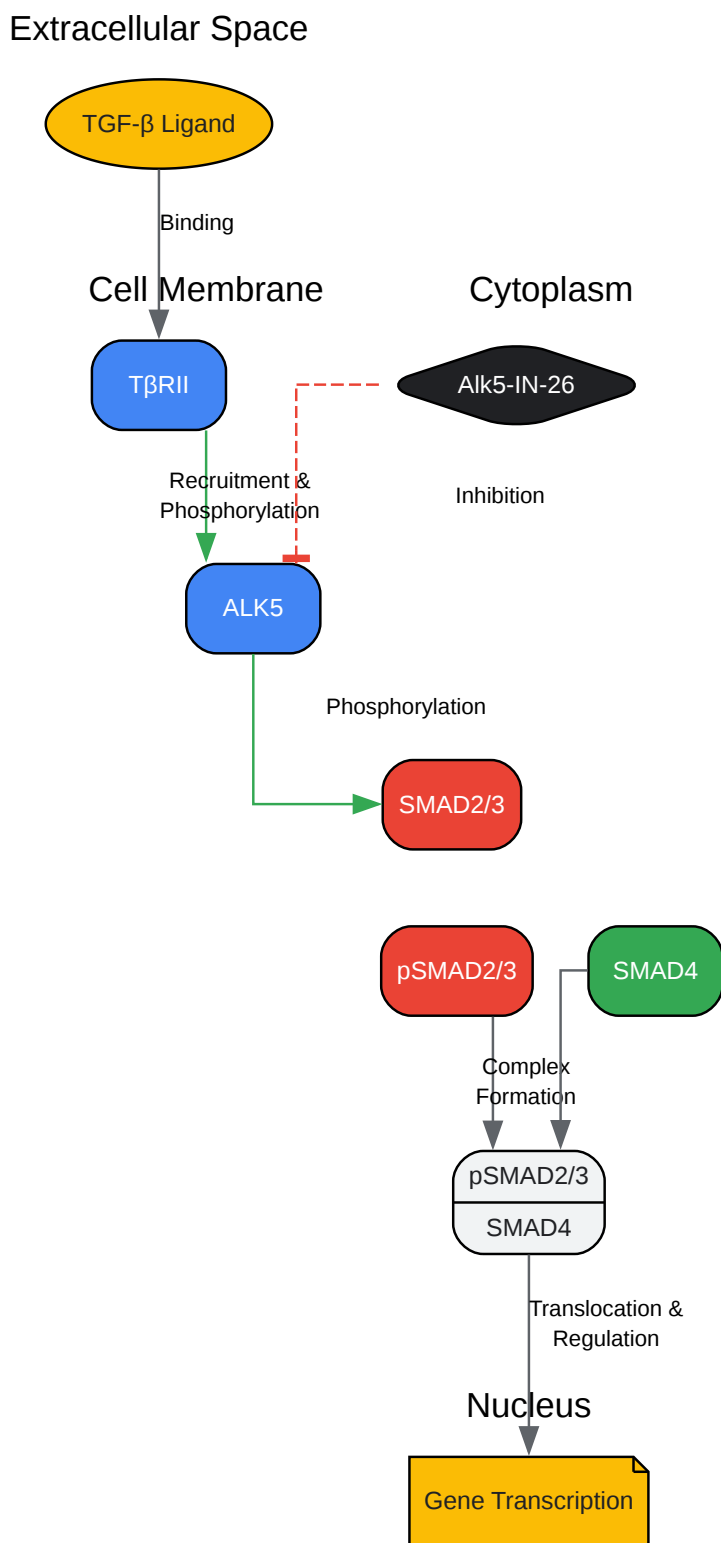 Extracellular Space
TGF-β Ligand
Binding
Cell Membrane
Cytoplasm
TβRII
Alk5-IN-26
Recruitment &
Phosphorylation
Inhibition
ALK5
Phosphorylation
SMAD2/3
pSMAD2/3
SMAD4
Complex
Formation
pSMAD2/3
SMAD4
Translocation &
Regulation
Nucleus
Gene Transcription